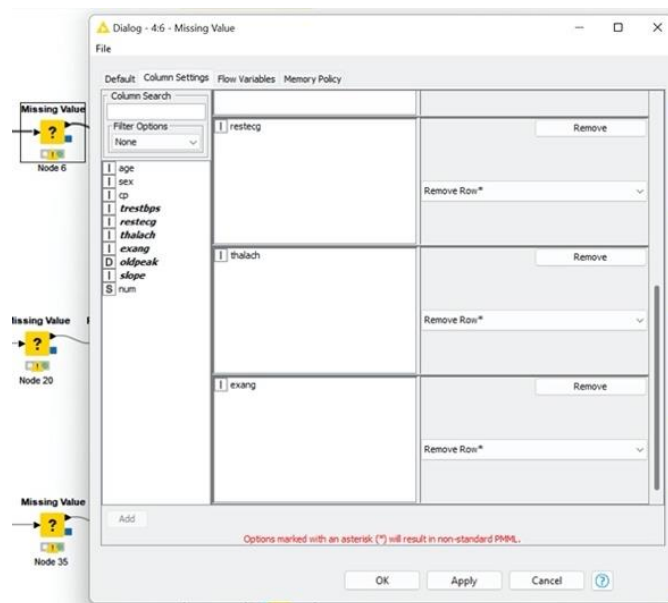 Dialog - 4:6 - Missing Value
File
Default Column Settings Flow Variables Memory Policy
Column Search
Filter Options
None
I age
I sex
I cp
I trestbps
I restecg
I thalach
I exang
D oldpeak
I slope
S num
Add
I restecg
Remove
Remove Row*
I thalach
Remove
Remove Row*
I exang
Remove
Remove Row*
Options marked with an asterisk (*) will result in non-standard PMML.
OK Apply Cancel ?
Missing Value
?
Node 6
Missing Value
?
Node 20
Missing Value
?
Node 35